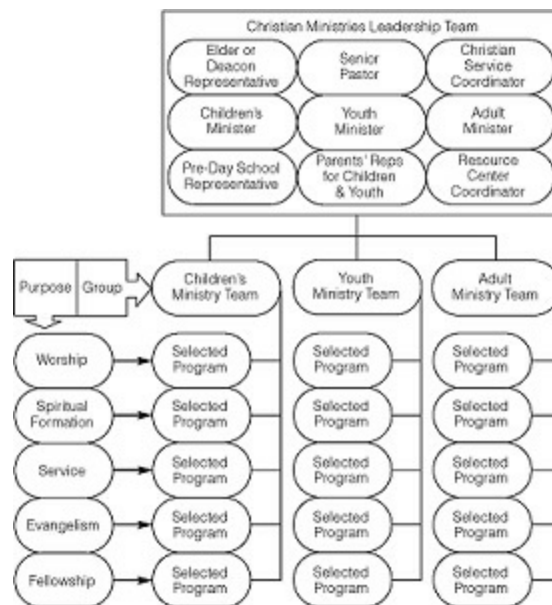 Christian Ministries Leadership Team
Elder or
Deacon
Representative
Senior
Pastor
Christian
Service
Coordinator
Children's
Minister
Youth
Minister
Adult
Minister
Pre-Day School
Representative
Parents' Reps
for Children
& Youth
Resource
Center
Coordinator
Purpose
Group
Children's
Ministry Team
Youth
Ministry Team
Adult
Ministry Team
Worship
Selected
Program
Selected
Program
Selected
Program
Spiritual
Formation
Selected
Program
Selected
Program
Selected
Program
Service
Selected
Program
Selected
Program
Selected
Program
Evangelism
Selected
Program
Selected
Program
Selected
Program
Fellowship
Selected
Program
Selected
Program
Selected
Program